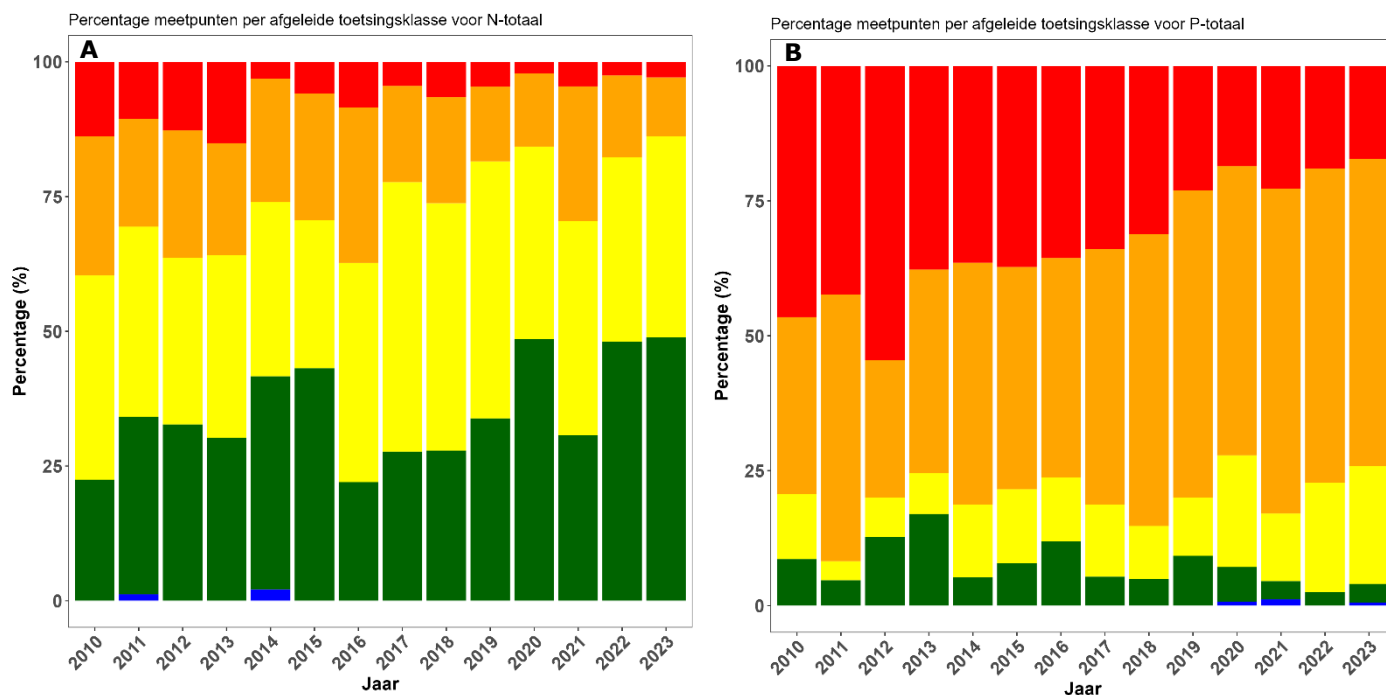 Percentage meetpunten per afgeleide toetsingsklasse voor N-totaal
A
100
75
50
25
0
Percentage (%)
2010 2011 2012 2013 2014 2015 2016 2017 2018 2019 2020 2021 2022 2023
Jaar
Percentage meetpunten per afgeleide toetsingsklasse voor P-totaal
B
100
75
50
25
0
Percentage (%)
2010 2011 2012 2013 2014 2015 2016 2017 2018 2019 2020 2021 2022 2023
Jaar